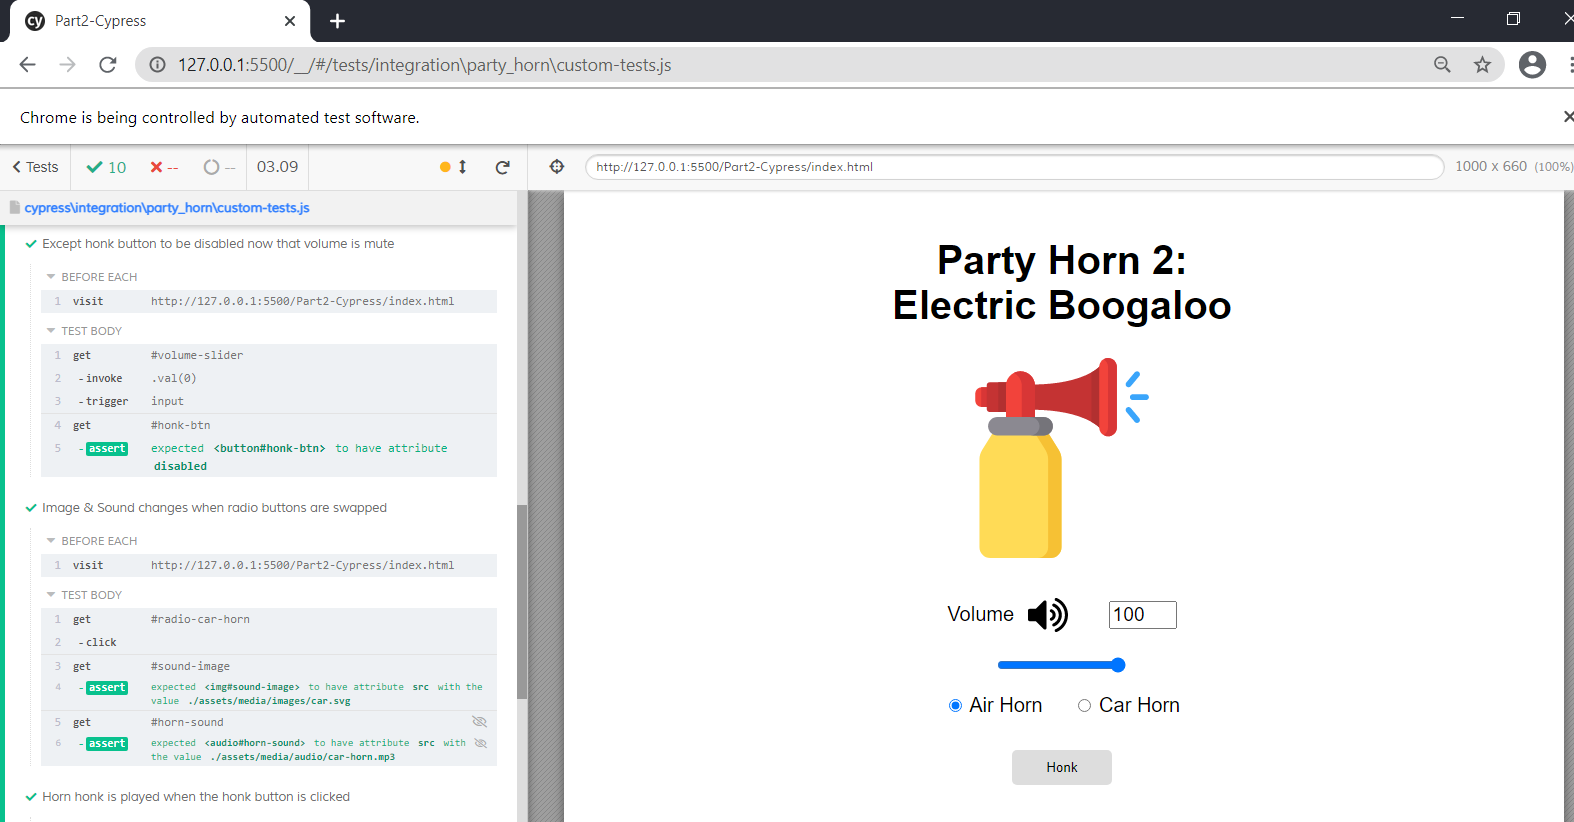 cy Part2-Cypress
127.0.0.1:5500/__/#/tests/integration\party_horn\custom-tests.js
Chrome is being controlled by automated test software.
Tests 10 -- -- 03.09
http://127.0.0.1:5500/Part2-Cypress/index.html 1000 x 660 (100%)
cypress\integration\party_horn\custom-tests.js
Except honk button to be disabled now that volume is mute
BEFORE EACH
1 visit http://127.0.0.1:5500/Part2-Cypress/index.html
TEST BODY
1 get #volume-slider
2 -invoke .val(0)
3 -trigger input
4 get #honk-btn
5 -assert expected <button#honk-btn> to have attribute
disabled
Image & Sound changes when radio buttons are swapped
BEFORE EACH
1 visit http://127.0.0.1:5500/Part2-Cypress/index.html
TEST BODY
1 get #radio-car-horn
2 -click
3 get #sound-image
4 -assert expected <img#sound-image> to have attribute src with the
value ./assets/media/images/car.svg
5 get #horn-sound
6 -assert expected <audio#horn-sound> to have attribute src with
the value ./assets/media/audio/car-horn.mp3
Horn honk is played when the honk button is clicked
Party Horn 2:
Electric Boogaloo
Volume 100
Air Horn Car Horn
Honk